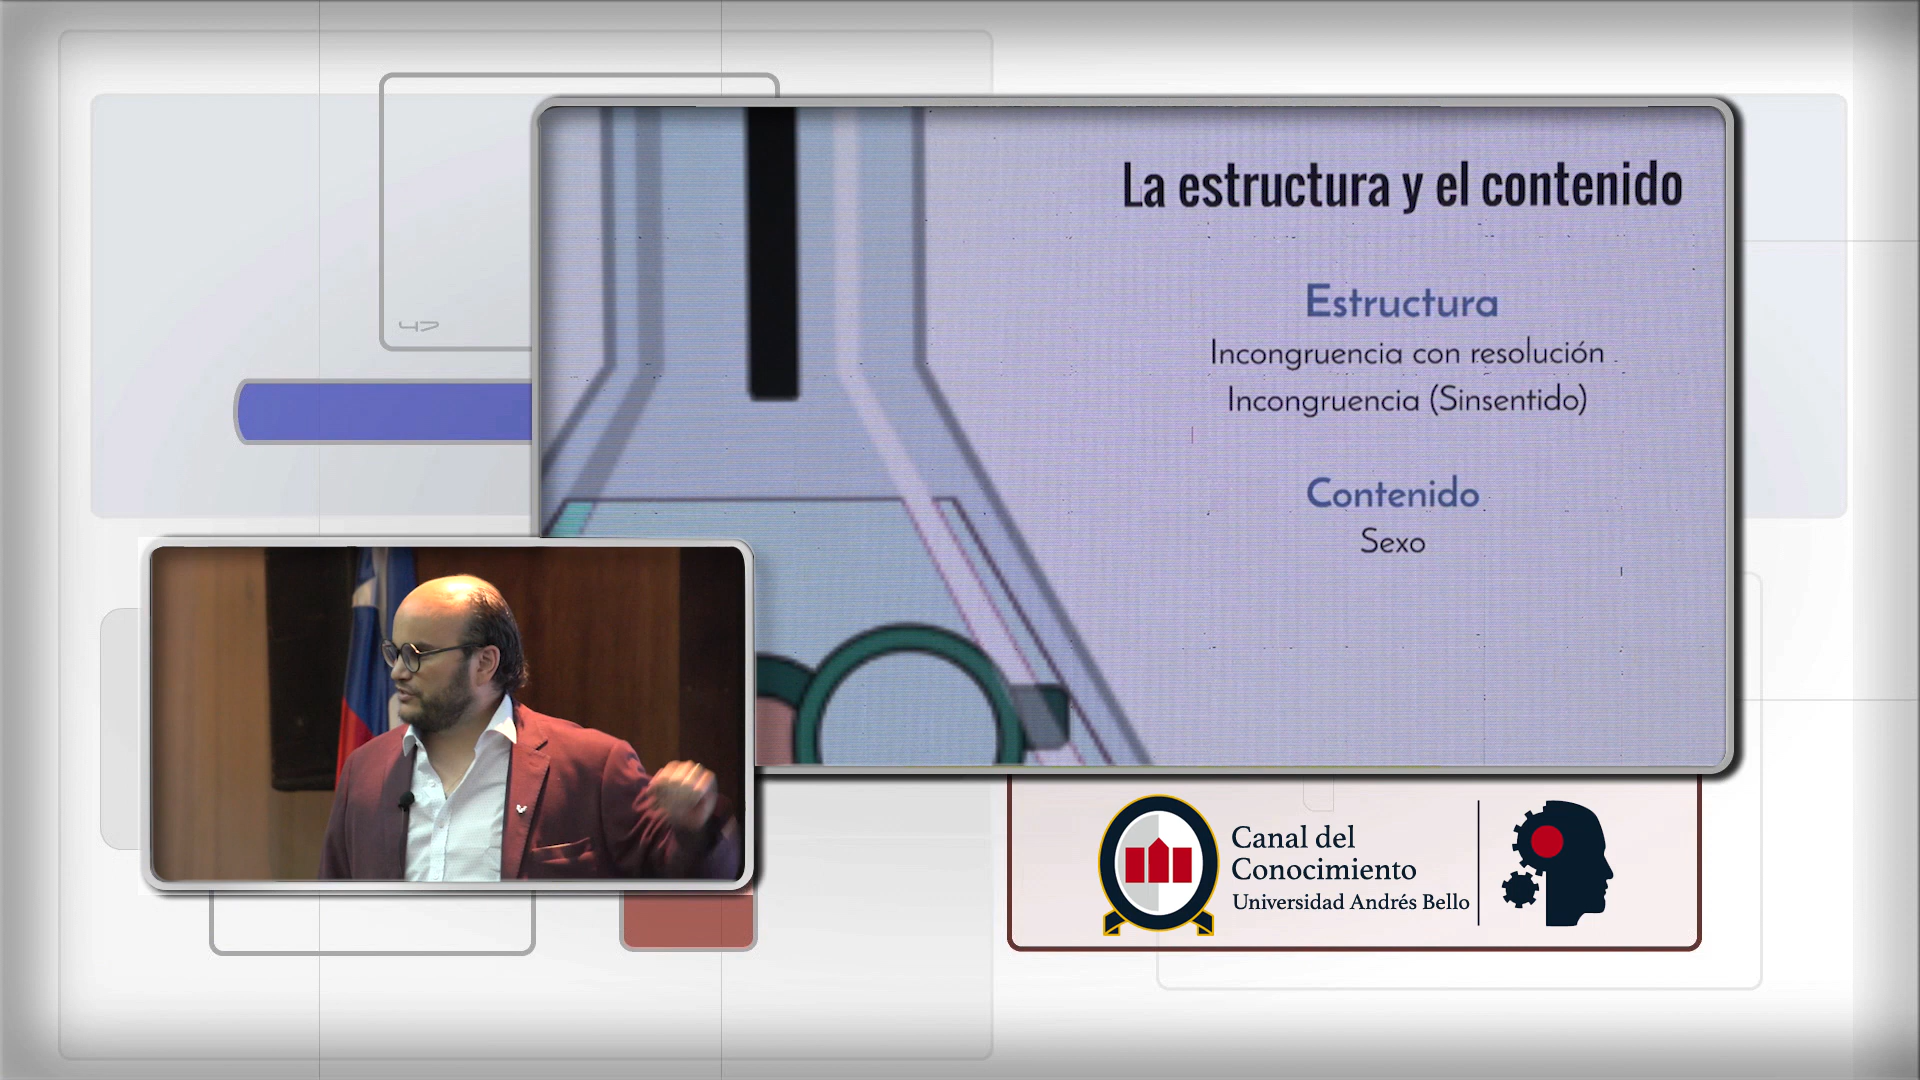 La estructura y el contenido
Estructura
Incongruencia con resolución
Incongruencia (Sinsentido)
Contenido
Sexo
Canal del
Conocimiento
Universidad Andrés Bello